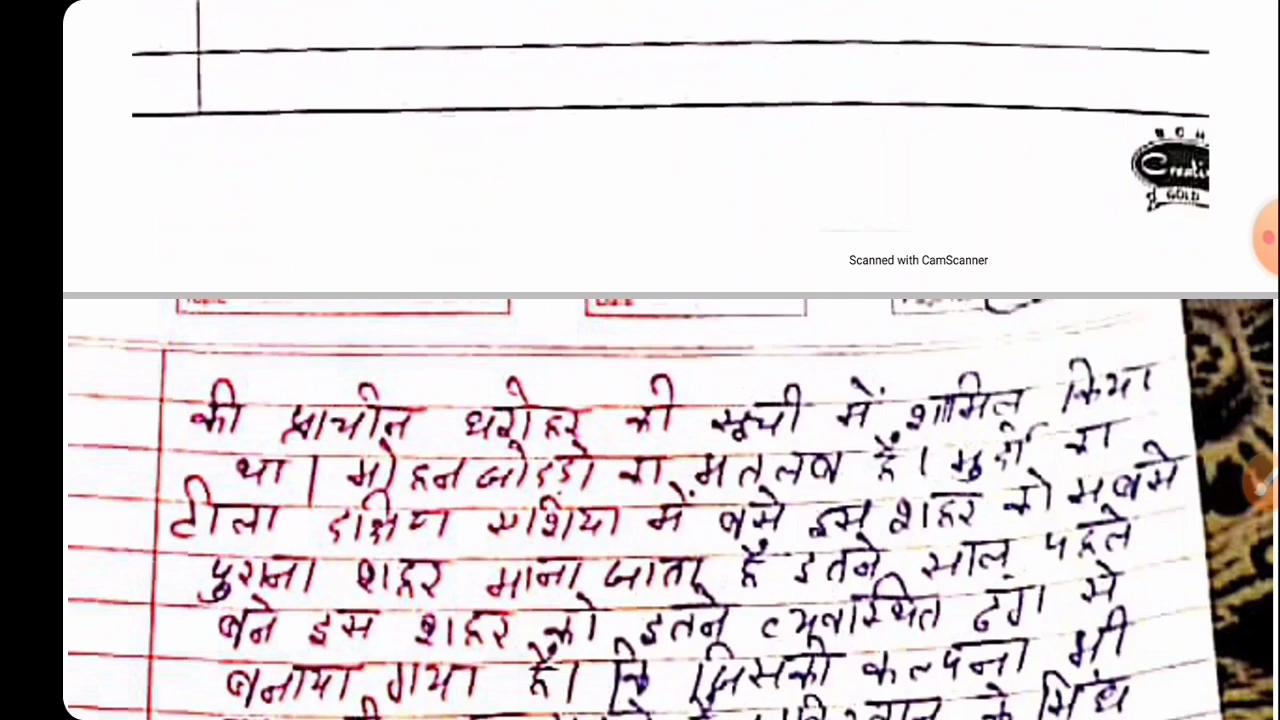 GOLD
Scanned with CamScanner
की प्राचीन धरोहर की सूची में शामिल किया
था। मोहनजोदडो का मतलब हैं। मुर्दो का
टीला दक्षिण एशिया में बसे इस शहर को सबसे
पुराना शहर माना जाता हैं इतने साल पहले
बने इस शहर को इतने व्यवस्थित ढंग से
बनाया गया हैं। कि जिसकी कल्पना भी
के सिंध